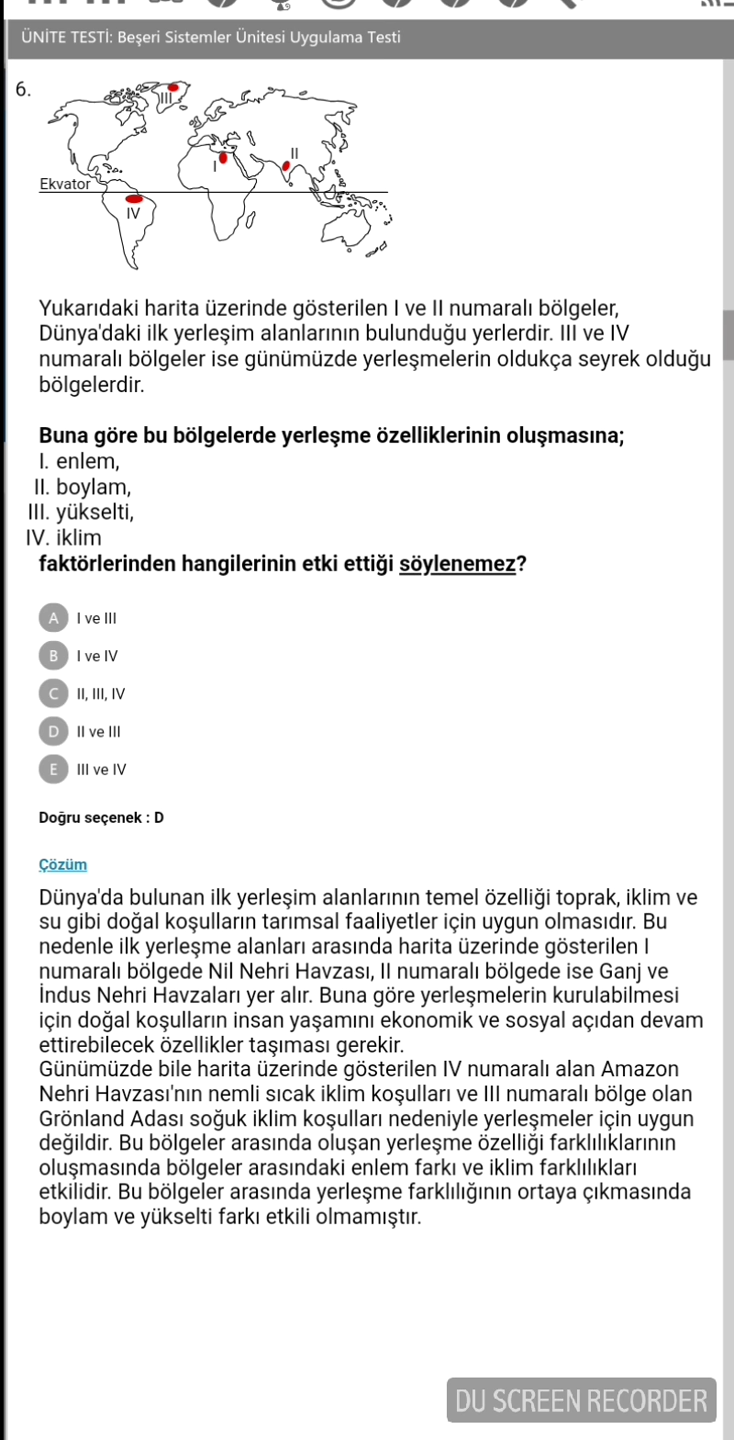 ÜNİTE TESTİ: Beşeri Sistemler Ünitesi Uygulama Testi
6.
III
II
I
Ekvator
IV
Yukarıdaki harita üzerinde gösterilen I ve II numaralı bölgeler,
Dünya'daki ilk yerleşim alanlarının bulunduğu yerlerdir. III ve IV
numaralı bölgeler ise günümüzde yerleşmelerin oldukça seyrek olduğu
bölgelerdir.
Buna göre bu bölgelerde yerleşme özelliklerinin oluşmasına;
I. enlem,
II. boylam,
III. yükselti,
IV. iklim
faktörlerinden hangilerinin etki ettiği söylenemez?
A I ve III
B I ve IV
C II, III, IV
D II ve III
E III ve IV
Doğru seçenek : D
Çözüm
Dünya'da bulunan ilk yerleşim alanlarının temel özelliği toprak, iklim ve
su gibi doğal koşulların tarımsal faaliyetler için uygun olmasıdır. Bu
nedenle ilk yerleşme alanları arasında harita üzerinde gösterilen I
numaralı bölgede Nil Nehri Havzası, II numaralı bölgede ise Ganj ve
İndus Nehri Havzaları yer alır. Buna göre yerleşmelerin kurulabilmesi
için doğal koşulların insan yaşamını ekonomik ve sosyal açıdan devam
ettirebilecek özellikler taşıması gerekir.
Günümüzde bile harita üzerinde gösterilen IV numaralı alan Amazon
Nehri Havzası'nın nemli sıcak iklim koşulları ve III numaralı bölge olan
Grönland Adası soğuk iklim koşulları nedeniyle yerleşmeler için uygun
değildir. Bu bölgeler arasında oluşan yerleşme özelliği farklılıklarının
oluşmasında bölgeler arasındaki enlem farkı ve iklim farklılıkları
etkilidir. Bu bölgeler arasında yerleşme farklılığının ortaya çıkmasında
boylam ve yükselti farkı etkili olmamıştır.
DU SCREEN RECORDER